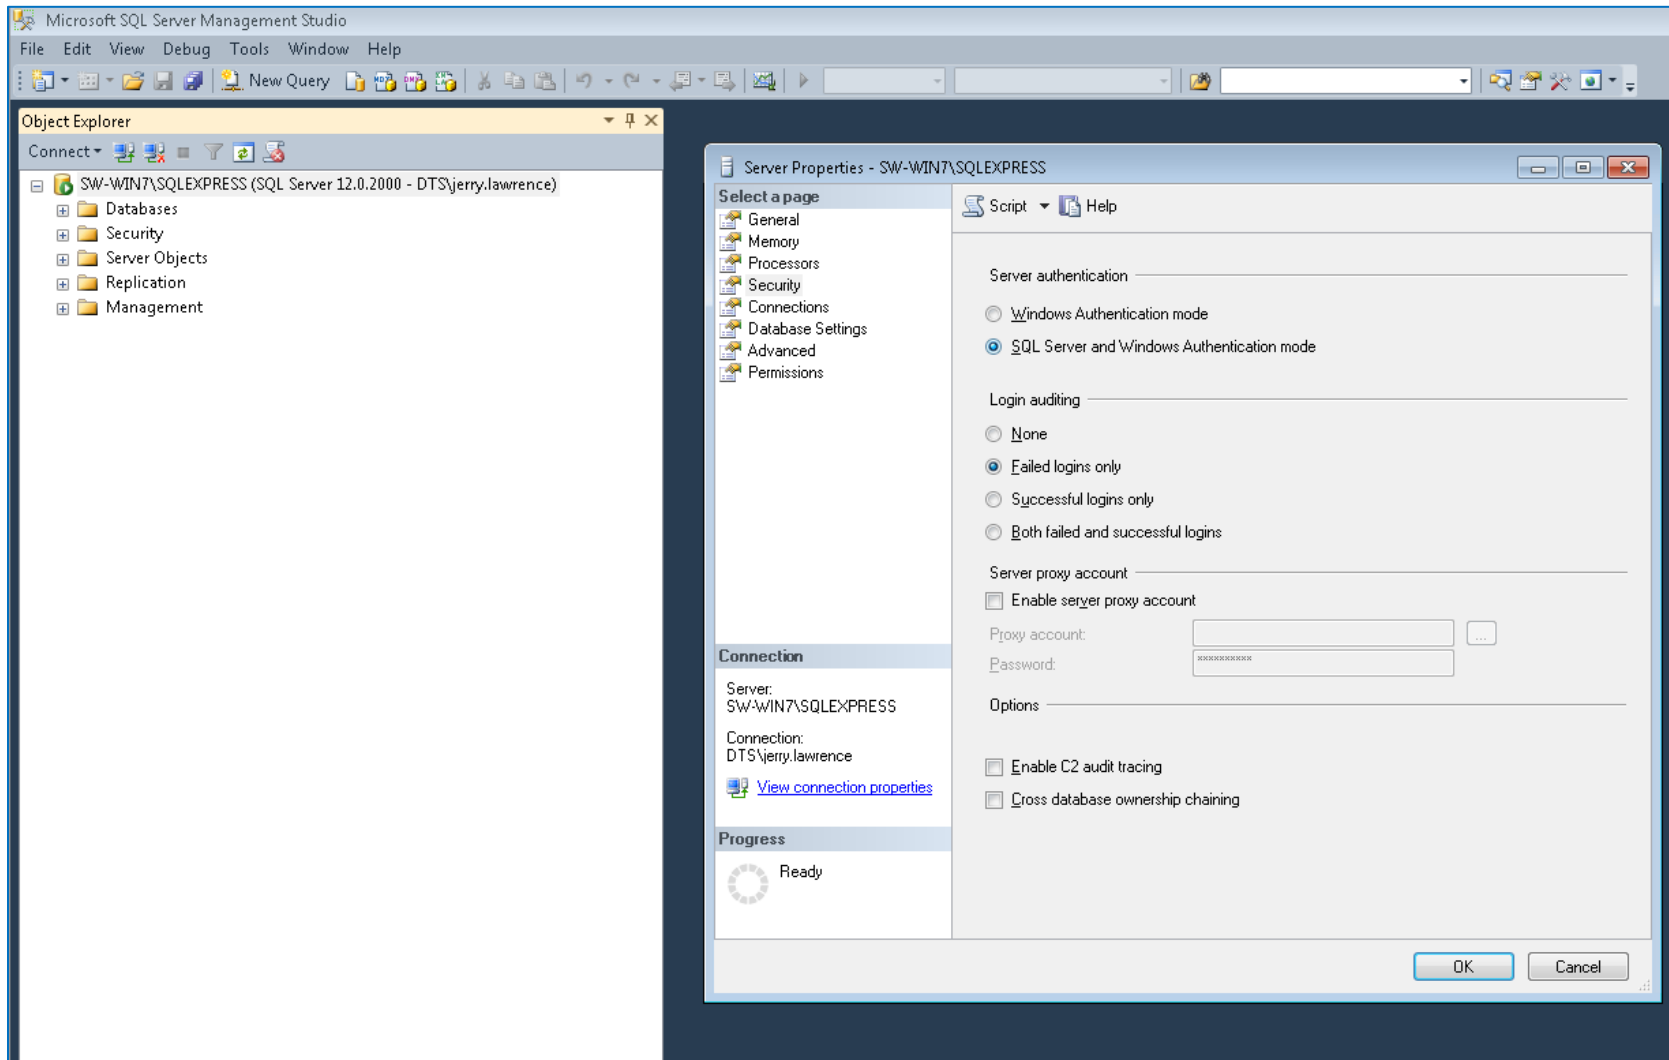 Microsoft SQL Server Management Studio
File Edit View Debug Tools Window Help
New Query
Object Explorer
Connect
SW-WIN7\SQLEXPRESS (SQL Server 12.0.2000 - DTS\jerry.lawrence)
Databases
Security
Server Objects
Replication
Management
Server Properties - SW-WIN7\SQLEXPRESS
Select a page
General
Memory
Processors
Security
Connections
Database Settings
Advanced
Permissions
Connection
Server:
SW-WIN7\SQLEXPRESS
Connection:
DTS\jerry.lawrence
View connection properties
Progress
Ready
Script Help
Server authentication
Windows Authentication mode
SQL Server and Windows Authentication mode
Login auditing
None
Failed logins only
Successful logins only
Both failed and successful logins
Server proxy account
Enable server proxy account
Proxy account:
...
Password: **********
Options
Enable C2 audit tracing
Cross database ownership chaining
OK Cancel